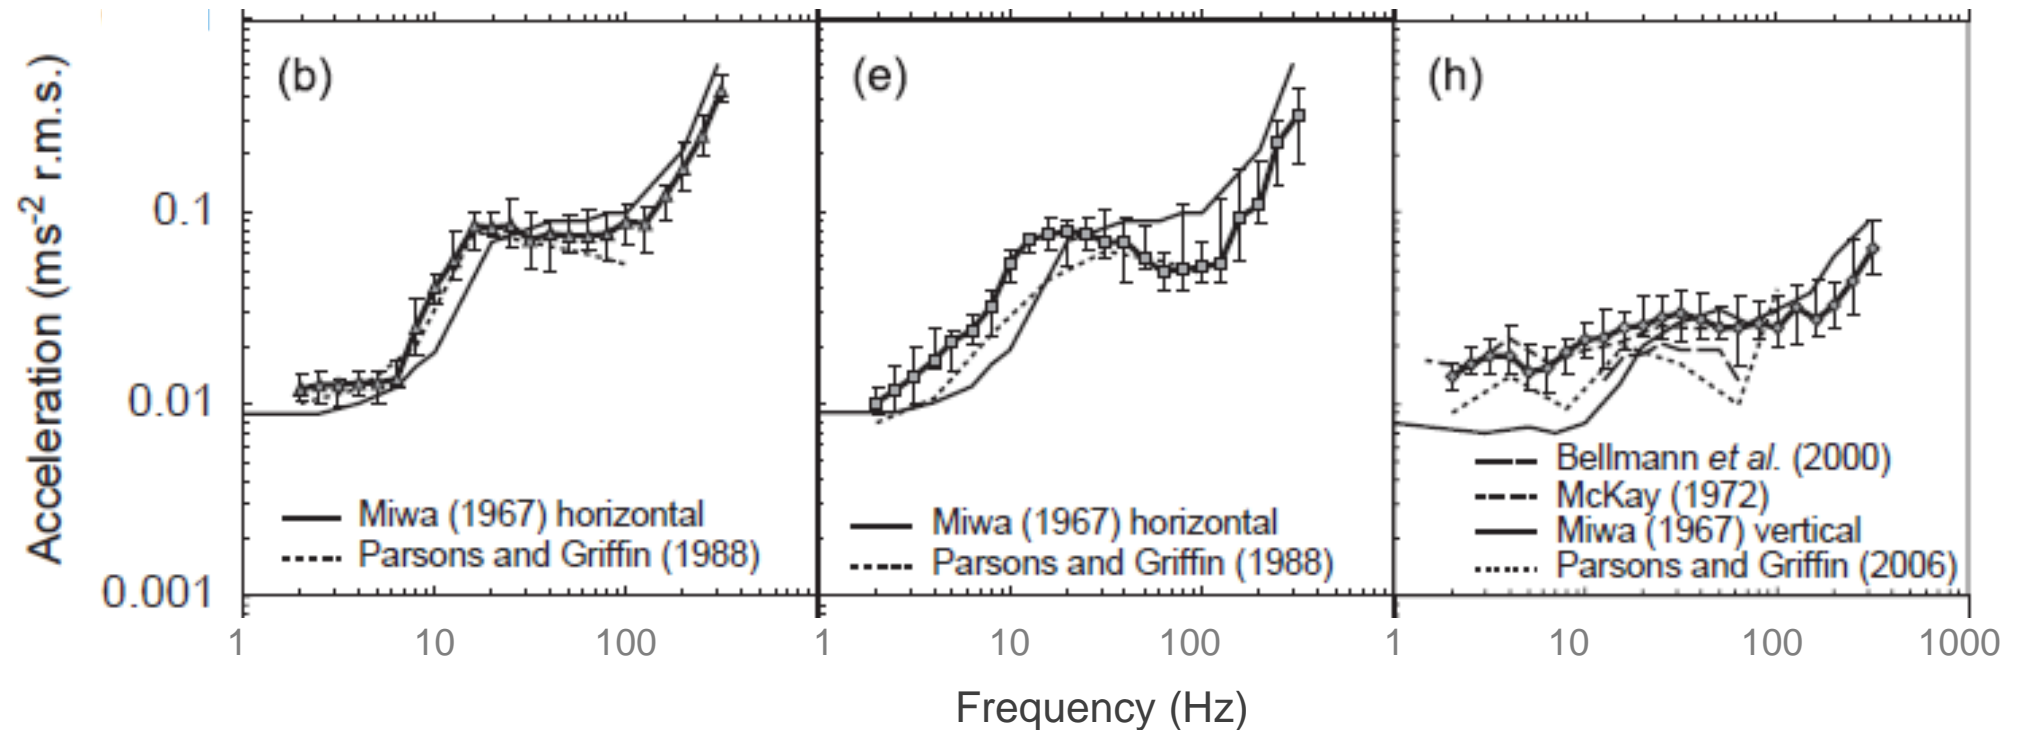 (b)
(e)
(h)
Acceleration (ms-2 r.m.s.)
0.1
0.01
0.001
Miwa (1967) horizontal
Parsons and Griffin (1988)
Miwa (1967) horizontal
Parsons and Griffin (1988)
Bellmann et al. (2000)
McKay (1972)
Miwa (1967) vertical
Parsons and Griffin (2006)
1 10 100 1 10 100 1 10 100 1000
Frequency (Hz)